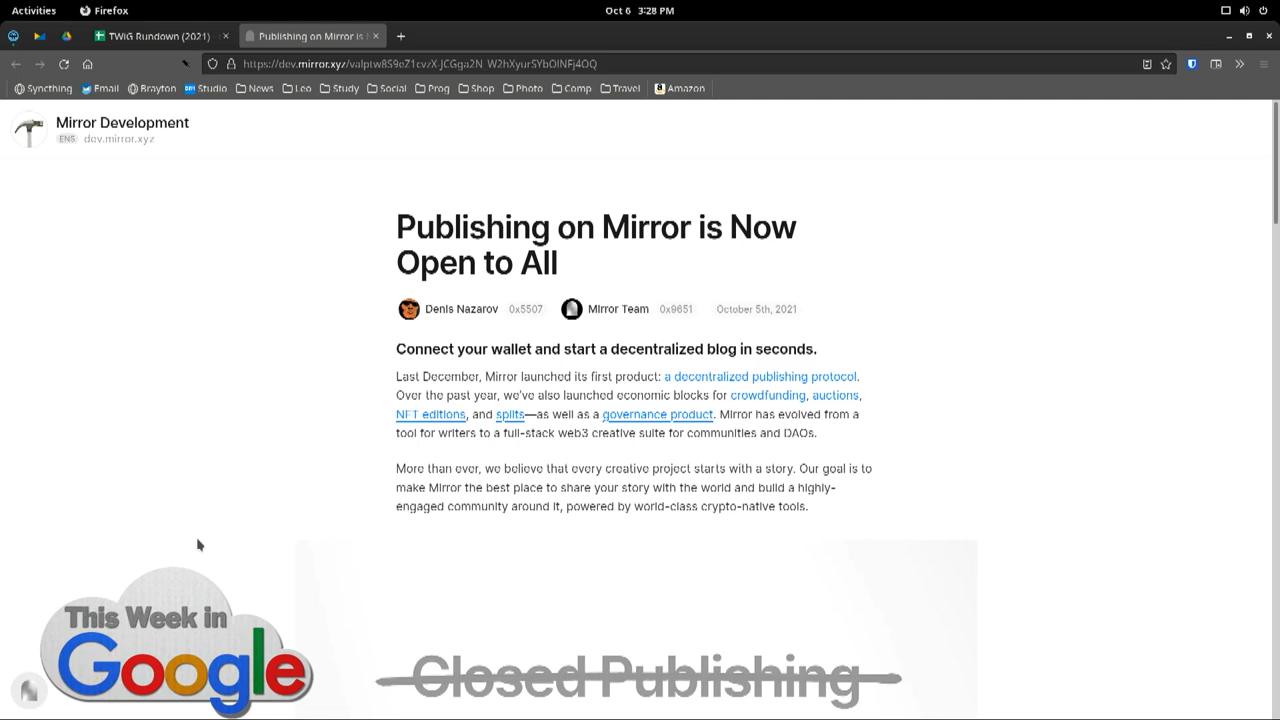 Activities
Firefox
Oct 6 3:28 PM
TWiG Rundown (2021)
Publishing on Mirror is
https://dev.mirror.xyz/
Syncthing
Email
Brayton
Studio
News
Leo
Study
Social
Prog
Shop
Photo
Comp
Travel
Amazon
Mirror Development
ENS dev.mirror.xyz
Publishing on Mirror is Now
Open to All
Denis Nazarov 0x5507 Mirror Team 0x9651 October 5th, 2021
Connect your wallet and start a decentralized blog in seconds.
Last December, Mirror launched its first product: a decentralized publishing protocol.
Over the past year, we've also launched economic blocks for crowdfunding, auctions,
NFT editions, and splits—as well as a governance product. Mirror has evolved from a
tool for writers to a full-stack web3 creative suite for communities and DAOs.
More than ever, we believe that every creative project starts with a story. Our goal is to
make Mirror the best place to share your story with the world and build a highly-
engaged community around it, powered by world-class crypto-native tools.
This Week in
Google
Closed Publishing